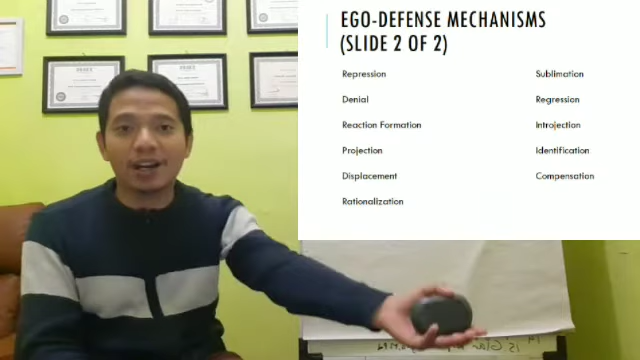 EGO-DEFENSE MECHANISMS
(SLIDE 2 OF 2)
Repression
Denial
Reaction Formation
Projection
Displacement
Rationalization
Sublimation
Regression
Introjection
Identification
Compensation